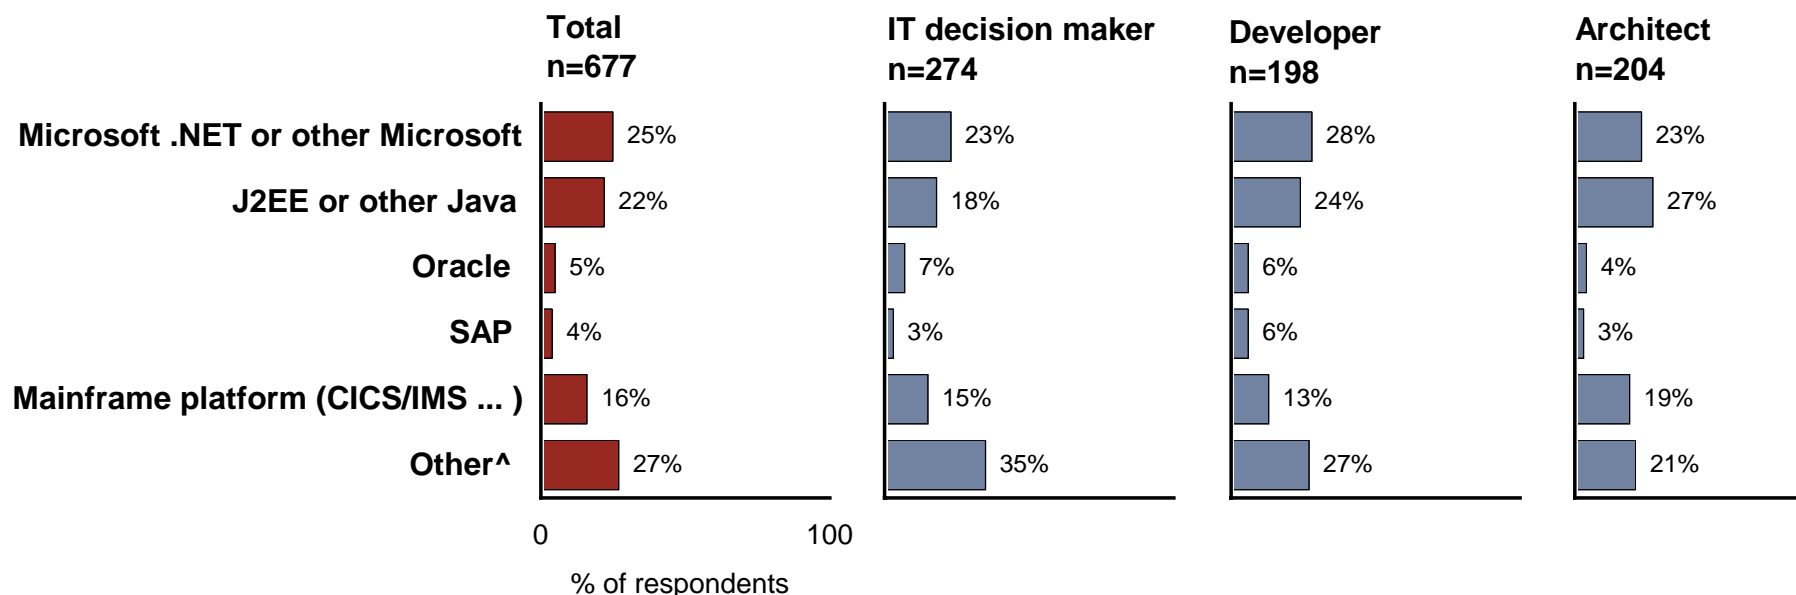 Total
n=677
IT decision maker
n=274
Developer
n=198
Architect
n=204
Microsoft .NET or other Microsoft 25% 23% 28% 23%
J2EE or other Java 22% 18% 24% 27%
Oracle 5% 7% 6% 4%
SAP 4% 3% 6% 3%
Mainframe platform (CICS/IMS ... ) 16% 15% 13% 19%
Other^ 27% 35% 27% 21%
0 100
% of respondents